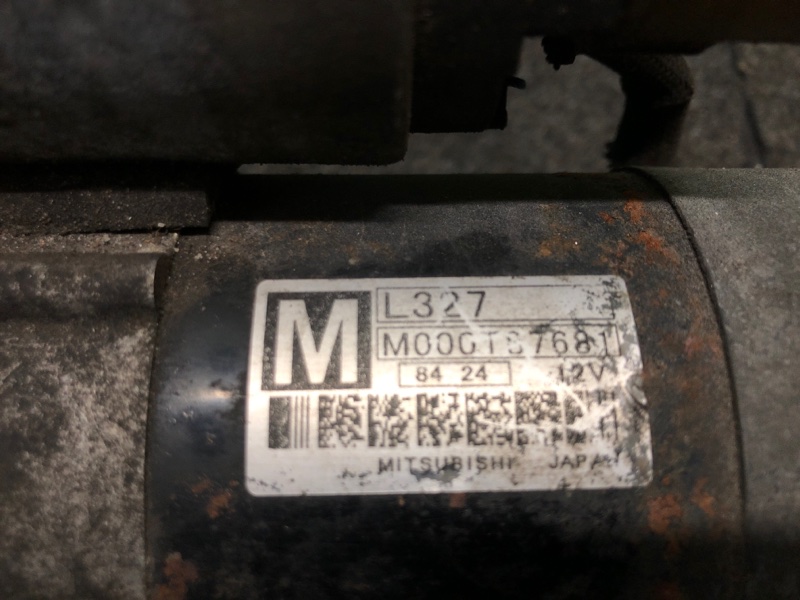 M
L327
M000T87681
84 24
12V
MITSUBISHI JAPAN